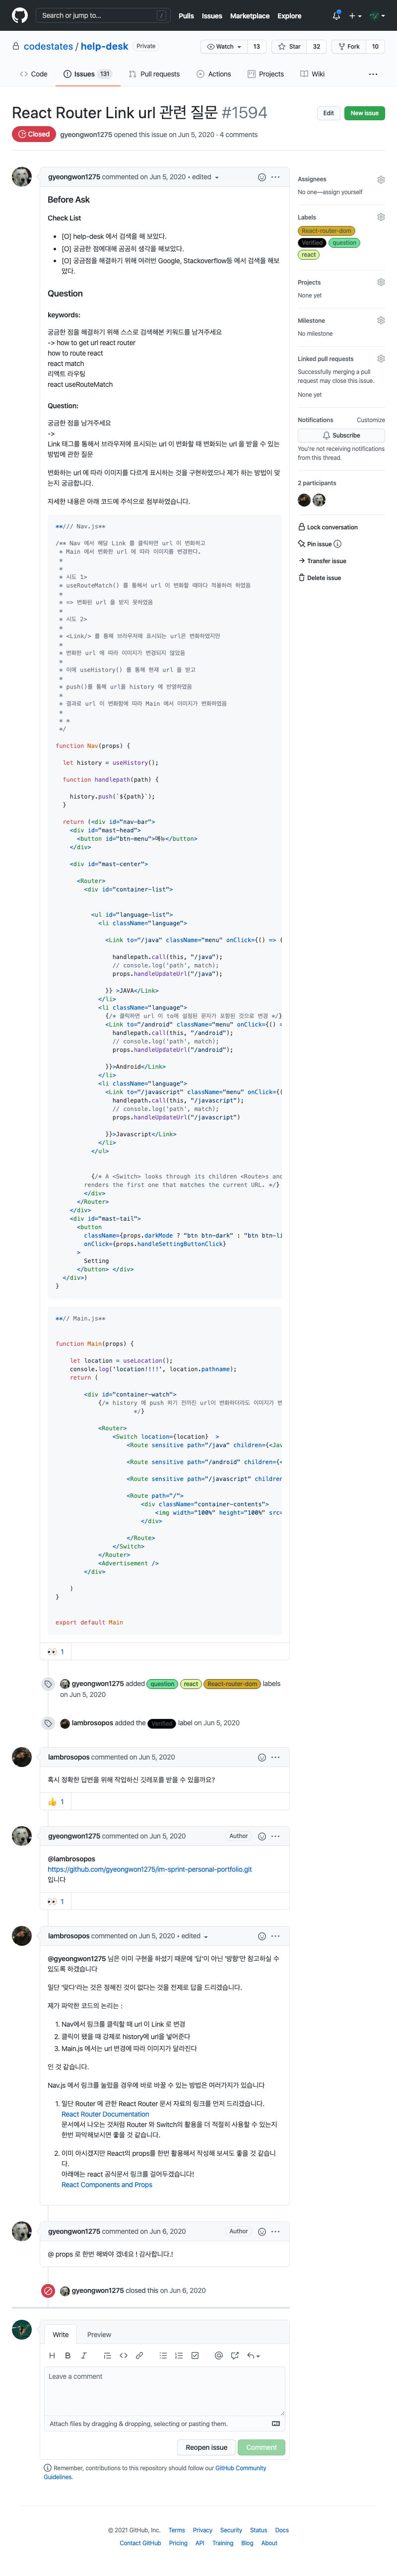 Search or jump to...
/
Pulls Issues Marketplace Explore
codestates / help-desk Private
Watch 13 Star 32 Fork 10
Code Issues 131 Pull requests Actions Projects Wiki
React Router Link url 관련 질문 #1594
Edit New issue
Closed gyeongwon1275 opened this issue on Jun 5, 2020 · 4 comments
gyeongwon1275 commented on Jun 5, 2020 • edited
Before Ask
Check List
• [O] help-desk 에서 검색을 해 보았다.
• [O] 궁금한 점에대해 곰곰히 생각을 해보았다.
• [O] 궁금점을 해결하기 위해 여러번 Google, Stackoverflow등 에서 검색을 해보
았다.
Question
keywords:
궁금한 점을 해결하기 위해 스스로 검색해본 키워드를 남겨주세요
-> how to get url react router
how to route react
react match
리액트 라우팅
react useRouteMatch
Question:
궁금한 점을 남겨주세요
->
Link 태그를 통해서 브라우저에 표시되는 url 이 변화할 때 변화되는 url 을 받을 수 있는
방법에 관한 질문
변화하는 url 에 따라 이미지를 다르게 표시하는 것을 구현하였으나 제가 하는 방법이 맞
는지 궁금합니다.
자세한 내용은 아래 코드에 주석으로 첨부하였습니다.
**/// Nav.js**
/** Nav 에서 해당 Link 를 클릭하면 url 이 변화하고
* Main 에서 변화한 url 에 따라 이미지를 변경한다.
*
*
* 시도 1>
* useRouteMatch() 를 통해서 url 이 변화할 때마다 적용하려 하였음
*
* => 변화된 url 을 받지 못하였음
*
* 시도 2>
*
* <Link/> 를 통해 브라우저에 표시되는 url은 변화하였지만
*
* 변화한 url 에 따라 이미지가 변경되지 않았음
*
* 이에 useHistory() 를 통해 현재 url 을 받고
*
* push()를 통해 url을 history 에 반영하였음
*
* 결과로 url 이 변화함에 따라 Main 에서 이미지가 변화하였음
*
* *
*/
function Nav(props) {
let history = useHistory();
function handlepath(path) {
history.push(`${path}`);
}
return (<div id="nav-bar">
<div id="mast-head">
<button id="btn-menu">메뉴</button>
</div>
<div id="mast-center">
<Router>
<div id="container-list">
<ul id="language-list">
<li className="language">
<Link to="/java" className="menu" onClick={() => {
handlepath.call(this, "/java");
// console.log('path', match);
props.handleUpdateUrl("/java");
}} >JAVA</Link>
</li>
<li className="language">
{/* 클릭하면 url 이 to에 설정된 문자가 포함된 것으로 변경 */}
<Link to="/android" className="menu" onClick={() =
handlepath.call(this, "/android");
// console.log('path', match);
props.handleUpdateUrl("/android");
}}>Android</Link>
</li>
<li className="language">
<Link to="/javascript" className="menu" onClick={(
handlepath.call(this, "/javascript");
// console.log('path', match);
props.handleUpdateUrl("/javascript")
}}>Javascript</Link>
</li>
</ul>
{/* A <Switch> looks through its children <Route>s and
renders the first one that matches the current URL. */}
</div>
</Router>
</div>
<div id="mast-tail">
<button
className={props.darkMode ? "btn btn-dark" : "btn btn-li
onClick={props.handleSettingButtonClick}
>
Setting
</button> </div>
</div>)
}
**// Main.js**
function Main(props) {
let location = useLocation();
console.log('location!!!!', location.pathname);
return (
<div id="container-watch">
{/* history 에 push 하기 전까진 url이 변화하더라도 이미지가 변
*/}
<Router>
<Switch location={location} >
<Route sensitive path="/java" children={<Jav
<Route sensitive path="/android" children={<
<Route sensitive path="/javascript" children
<Route path="/">
<div className="container-contents">
<img width="100%" height="100%" src=
</div>
</Route>
</Switch>
</Router>
<Advertisement />
</div>
)
}
export default Main
👀 1
gyeongwon1275 added question react React-router-dom labels
on Jun 5, 2020
lambrosopos added the Verified label on Jun 5, 2020
lambrosopos commented on Jun 5, 2020
혹시 정확한 답변을 위해 작업하신 깃레포를 받을 수 있을까요?
👍 1
gyeongwon1275 commented on Jun 5, 2020 Author
@lambrosopos
https://github.com/gyeongwon1275/im-sprint-personal-portfolio.git
입니다
👀 1
lambrosopos commented on Jun 5, 2020 • edited
@gyeongwon1275 님은 이미 구현을 하셨기 때문에 '답'이 아닌 '방향'만 참고하실 수
있도록 하겠습니다
일단 '맞다'라는 것은 정해진 것이 없다는 것을 전제로 답을 드리겠습니다.
제가 파악한 코드의 논리는 :
1. Nav에서 링크를 클릭할 때 url 이 Link 로 변경
2. 클릭이 됐을 때 강제로 history에 url을 넣어준다
3. Main.js 에서는 url 변경에 따라 이미지가 달라진다
인 것 같습니다.
Nav.js 에서 링크를 눌렀을 경우에 바로 바꿀 수 있는 방법은 여러가지가 있습니다
1. 일단 Router 에 관한 React Router 문서 자료의 링크를 먼저 드리겠습니다.
React Router Documentation
문서에서 나오는 것처럼 Router 와 Switch의 활용을 더 적절히 사용할 수 있는지
한번 파악해보시면 좋을 것 같습니다.
2. 이미 아시겠지만 React의 props를 한번 활용해서 작성해 보셔도 좋을 것 같습니
다.
아래에는 react 공식문서 링크를 걸어두겠습니다!
React Components and Props
gyeongwon1275 commented on Jun 6, 2020 Author
@ props 로 한번 해봐야 겠네요 ! 감사합니다.!
gyeongwon1275 closed this on Jun 6, 2020
Write Preview
Leave a comment
Attach files by dragging & dropping, selecting or pasting them.
Reopen issue Comment
Remember, contributions to this repository should follow our GitHub Community
Guidelines.
Assignees
No one—assign yourself
Labels
React-router-dom
Verified question
react
Projects
None yet
Milestone
No milestone
Linked pull requests
Successfully merging a pull
request may close this issue.
None yet
Notifications Customize
Subscribe
You're not receiving notifications
from this thread.
2 participants
Lock conversation
Pin issue
Transfer issue
Delete issue
© 2021 GitHub, Inc. Terms Privacy Security Status Docs
Contact GitHub Pricing API Training Blog About